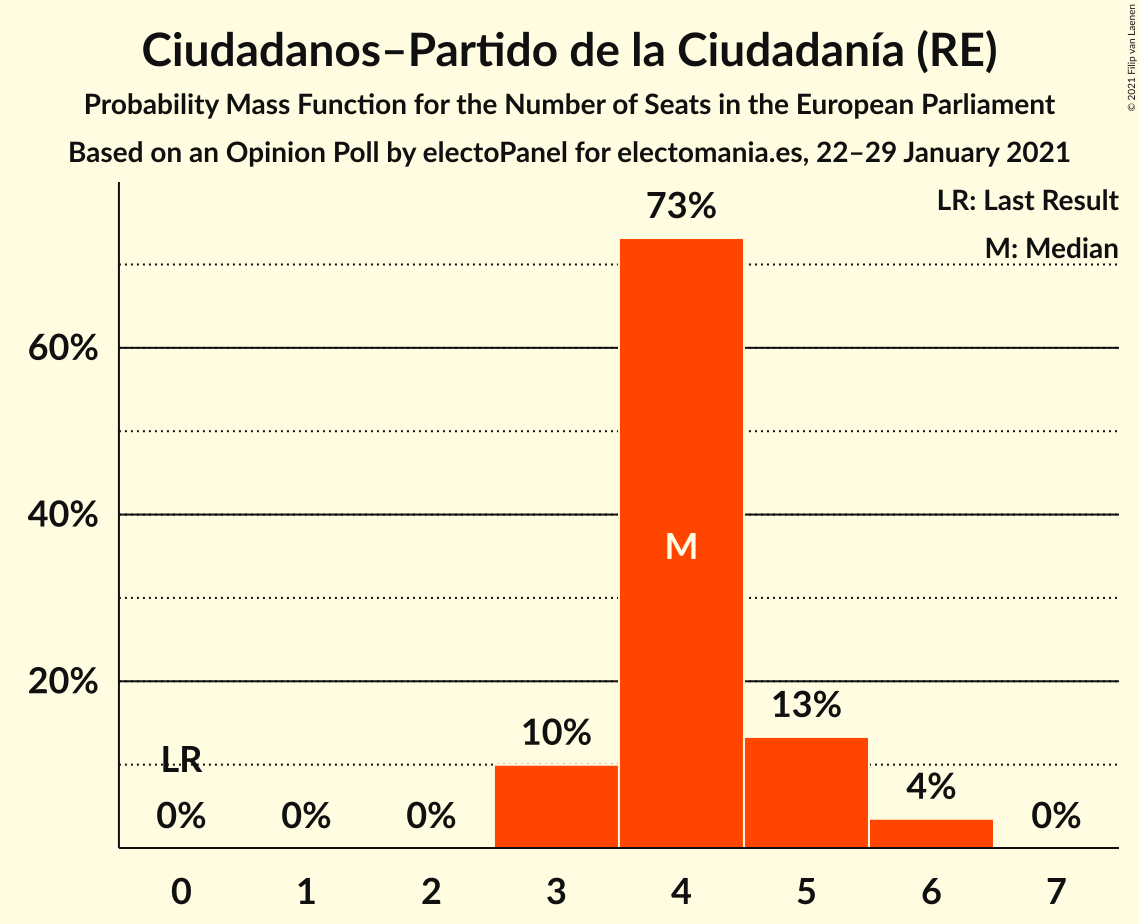 Ciudadanos–Partido de la Ciudadanía (RE)
Probability Mass Function for the Number of Seats in the European Parliament
Based on an Opinion Poll by electoPanel for electomania.es, 22–29 January 2021
© 2021 Filip van Laenen
LR: Last Result
M: Median
73%
60%
40%
M
20%
13%
10%
LR
4%
0%
0%
0%
0%
0 1 2 3 4 5 6 7